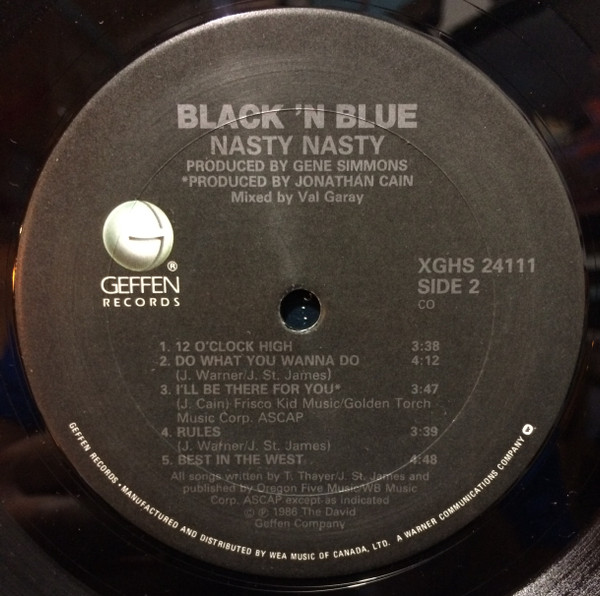 BLACK 'N BLUE
NASTY NASTY
PRODUCED BY GENE SIMMONS
*PRODUCED BY JONATHAN CAIN
Mixed by Val Garay
GEFFEN®
RECORDS
XGHS 24111
SIDE 2
CO
1. 12 O'CLOCK HIGH 3:38
2. DO WHAT YOU WANNA DO 4:12
(J. Warner/J. St. James)
3. I'LL BE THERE FOR YOU* 3:47
(J. Cain) Frisco Kid Music/Golden Torch
Music Corp. ASCAP
4. RULES 3:39
(J. Warner/J. St. James)
5. BEST IN THE WEST 4:48
All songs written by T. Thayer/J. St. James and
published by Oregon Five Music/WB Music
Corp. ASCAP except as indicated
© ℗ 1986 The David
Geffen Company
GEFFEN RECORDS • MANUFACTURED AND DISTRIBUTED BY WEA MUSIC OF CANADA, LTD. A WARNER COMMUNICATIONS COMPANY